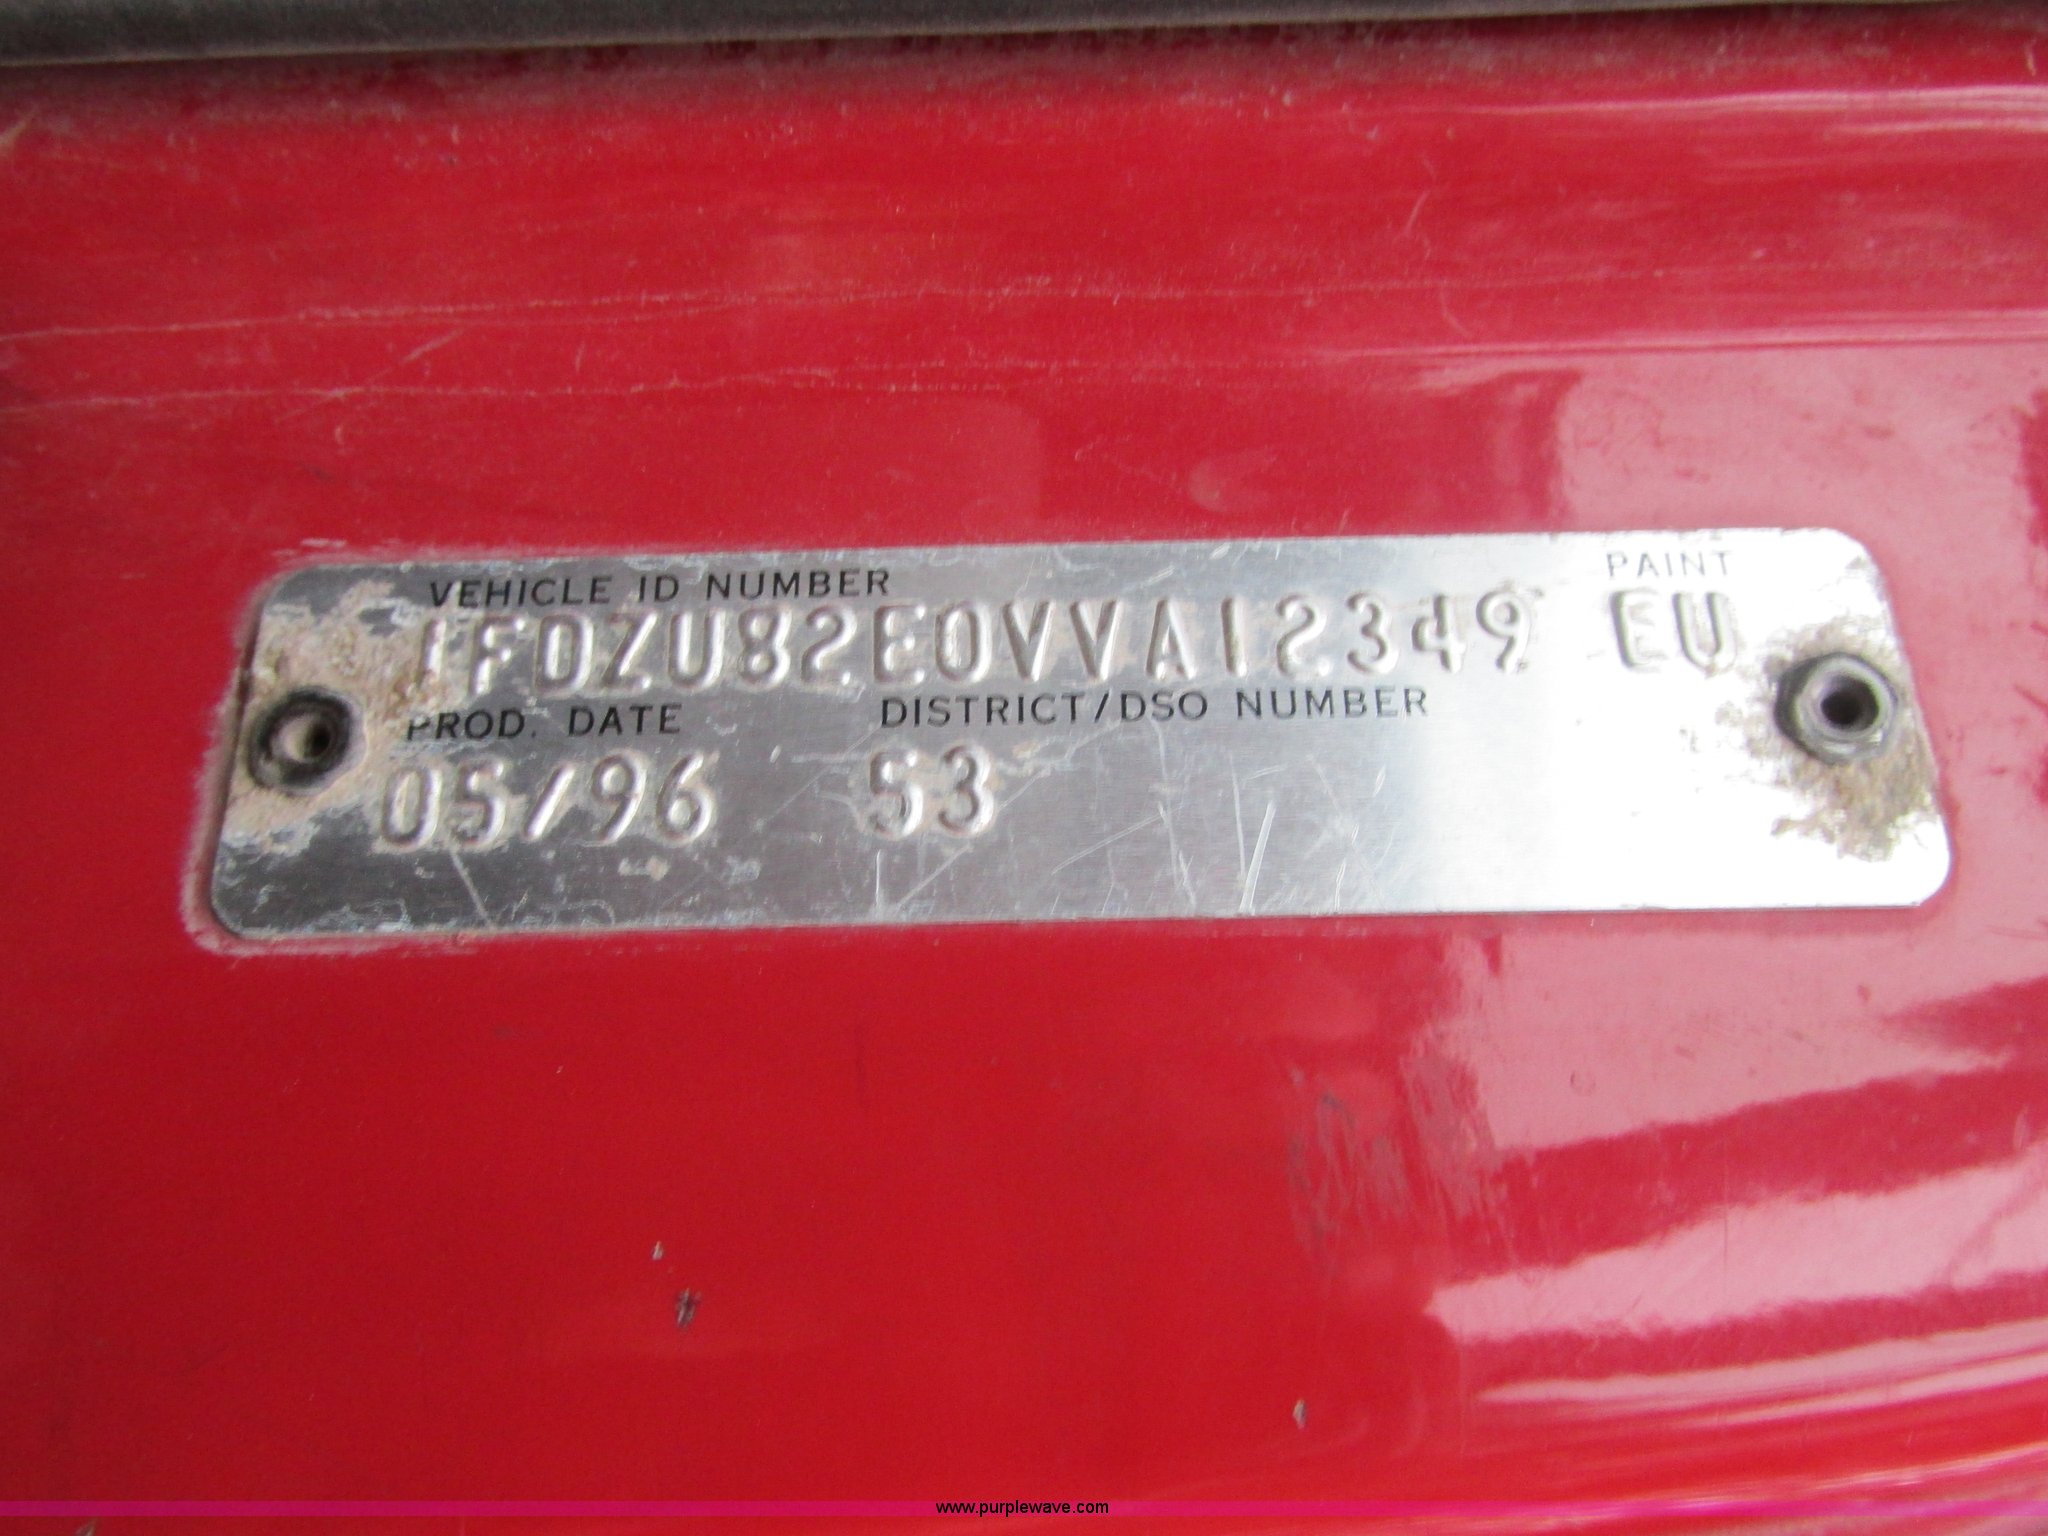 PAINT
VEHICLE ID NUMBER
1FDZU82E0VVA12349 EU
PROD. DATE DISTRICT/DSO NUMBER
05/96 53
www.purplewave.com